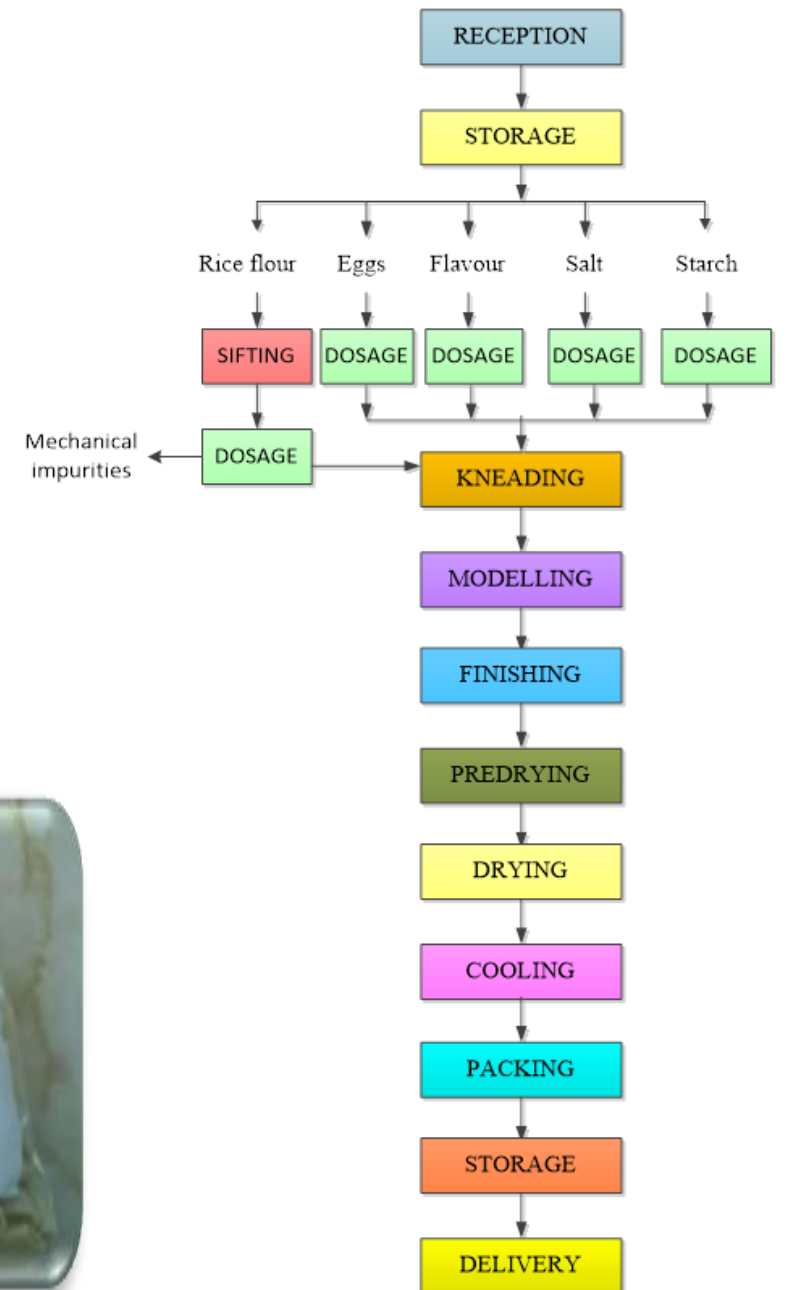 RECEPTION
STORAGE
Rice flour
Eggs
Flavour
Salt
Starch
SIFTING
DOSAGE
DOSAGE
DOSAGE
DOSAGE
Mechanical
impurities
DOSAGE
KNEADING
MODELLING
FINISHING
PREDRYING
DRYING
COOLING
PACKING
STORAGE
DELIVERY